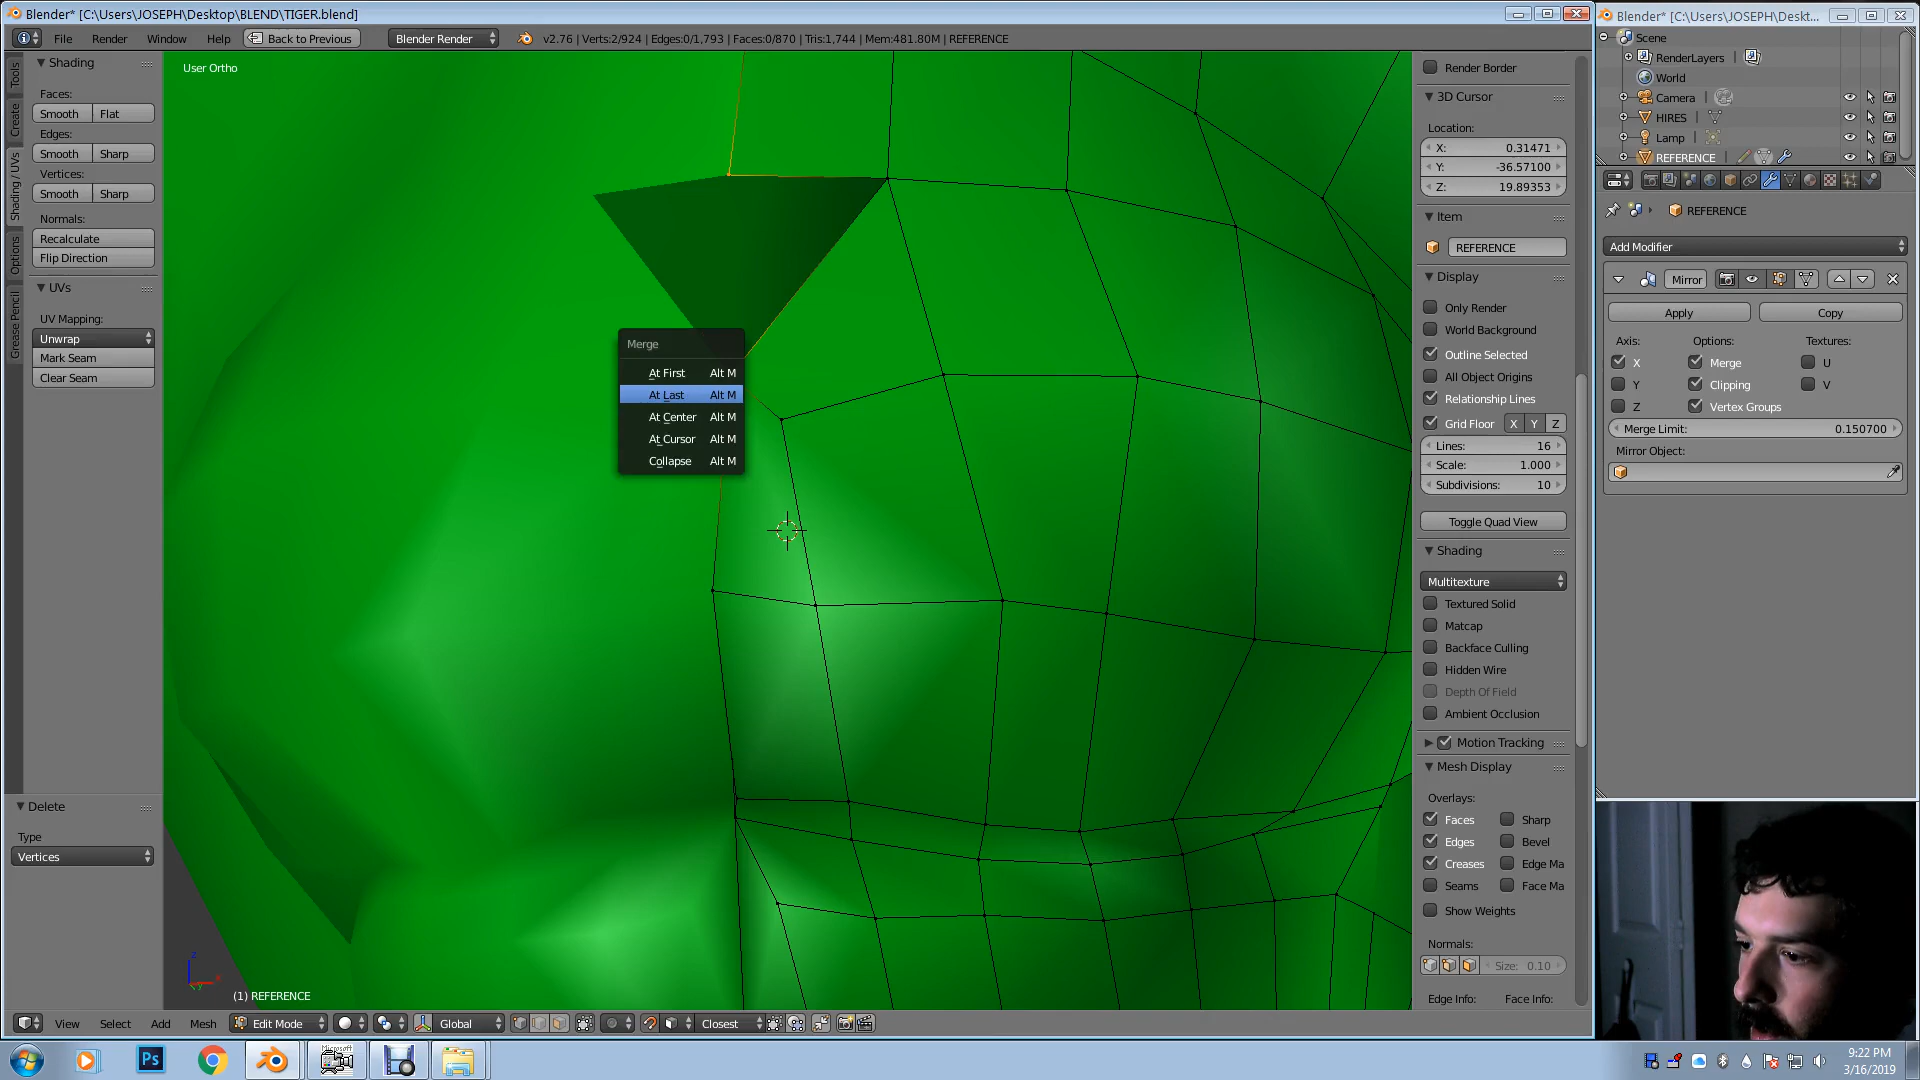 Blender* [C:\Users\JOSEPH\Desktop\BLEND\TIGER.blend]
File Render Window Help Back to Previous Blender Render v2.76 | Verts:2/924 | Edges:0/1,793 | Faces:0/870 | Tris:1,744 | Mem:481.80M | REFERENCE
Tools
Create
Shading / UVs
Options
Grease Pencil
Shading
Faces:
Smooth Flat
Edges:
Smooth Sharp
Vertices:
Smooth Sharp
Normals:
Recalculate
Flip Direction
UVs
UV Mapping:
Unwrap
Mark Seam
Clear Seam
Delete
Type
Vertices
User Ortho
Merge
At First Alt M
At Last Alt M
At Center Alt M
At Cursor Alt M
Collapse Alt M
(1) REFERENCE
View Select Add Mesh Edit Mode Global Closest
Render Border
3D Cursor
Location:
X: 0.31471
Y: -36.57100
Z: 19.89353
Item
REFERENCE
Display
Only Render
World Background
Outline Selected
All Object Origins
Relationship Lines
Grid Floor X Y Z
Lines: 16
Scale: 1.000
Subdivisions: 10
Toggle Quad View
Shading
Multitexture
Textured Solid
Matcap
Backface Culling
Hidden Wire
Depth Of Field
Ambient Occlusion
Motion Tracking
Mesh Display
Overlays:
Faces Sharp
Edges Bevel
Creases Edge Ma
Seams Face Ma
Show Weights
Normals:
Size: 0.10
Edge Info: Face Info:
Blender* [C:\Users\JOSEPH\Deskt...
Scene
RenderLayers
World
Camera
HIRES
Lamp
REFERENCE
REFERENCE
Add Modifier
Mirror
Apply Copy
Axis: Options: Textures:
X Merge U
Y Clipping V
Z Vertex Groups
Merge Limit: 0.150700
Mirror Object:
Ps
Microsoft
9:22 PM
3/16/2019